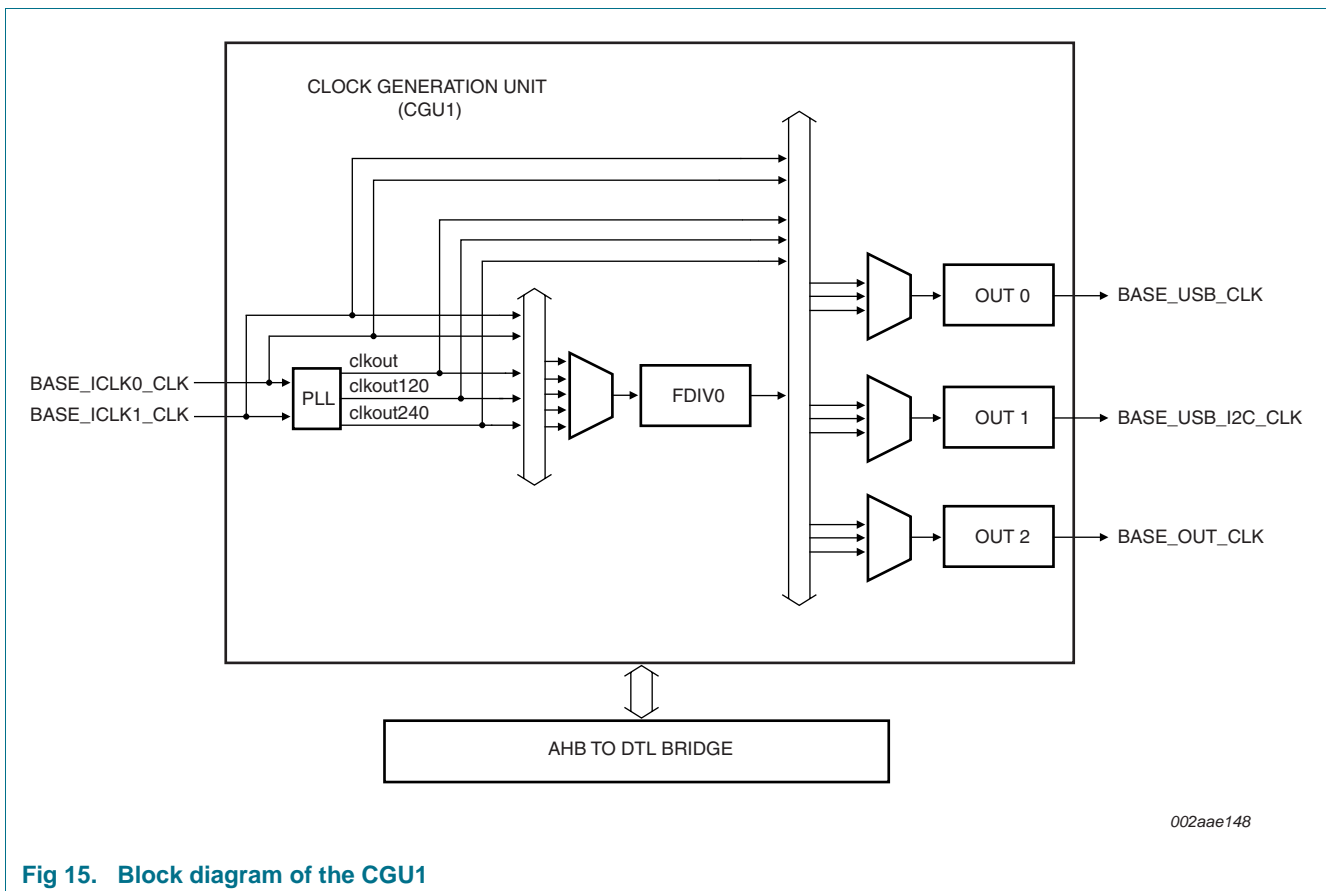 CLOCK GENERATION UNIT
(CGU1)
clkout
clkout120
clkout240
BASE_ICLK0_CLK
BASE_ICLK1_CLK
PLL
FDIV0
OUT 0
BASE_USB_CLK
OUT 1
BASE_USB_I2C_CLK
OUT 2
BASE_OUT_CLK
AHB TO DTL BRIDGE
002aae148
Fig 15. Block diagram of the CGU1